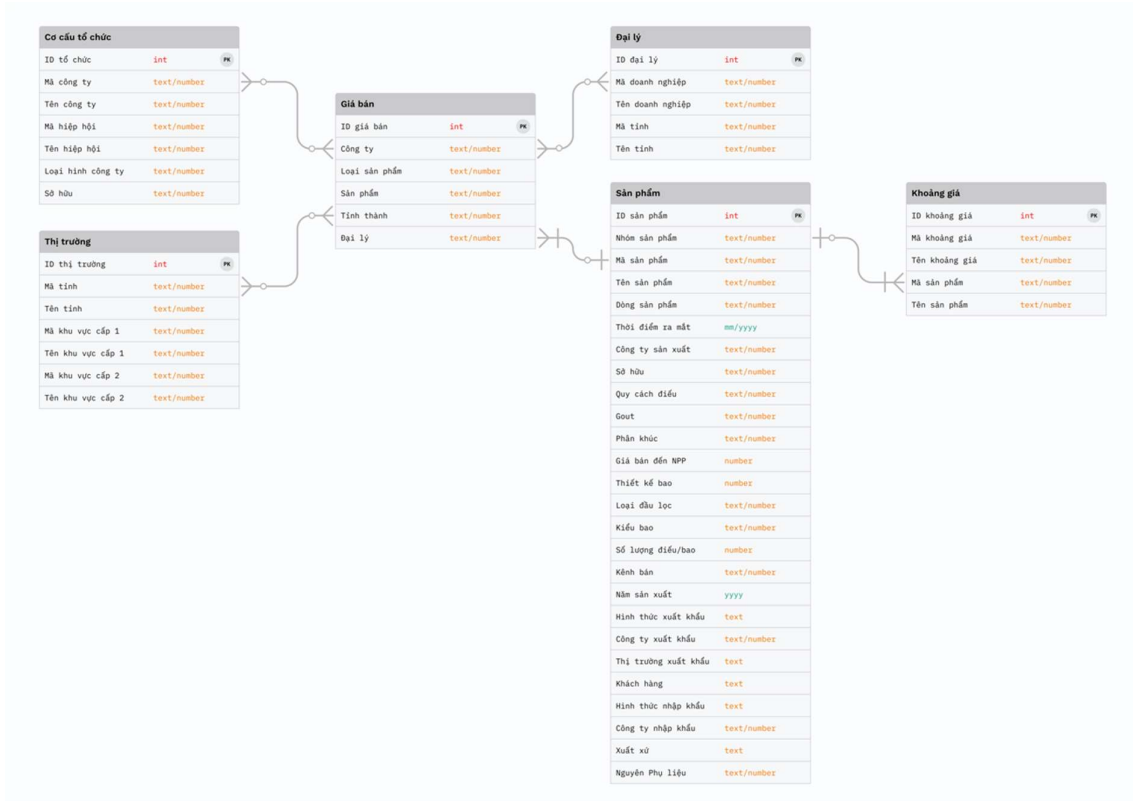 Cơ cấu tổ chức
ID tổ chức int PK
Mã công ty text/number
Tên công ty text/number
Mã hiệp hội text/number
Tên hiệp hội text/number
Loại hình công ty text/number
Sở hữu text/number
Thị trường
ID thị trường int PK
Mã tỉnh text/number
Tên tỉnh text/number
Mã khu vực cấp 1 text/number
Tên khu vực cấp 1 text/number
Mã khu vực cấp 2 text/number
Tên khu vực cấp 2 text/number
Giá bán
ID giá bán int PK
Công ty text/number
Loại sản phẩm text/number
Sản phẩm text/number
Tỉnh thành text/number
Đại lý text/number
Đại lý
ID đại lý int PK
Mã doanh nghiệp text/number
Tên doanh nghiệp text/number
Mã tỉnh text/number
Tên tỉnh text/number
Sản phẩm
ID sản phẩm int PK
Nhóm sản phẩm text/number
Mã sản phẩm text/number
Tên sản phẩm text/number
Dòng sản phẩm text/number
Thời điểm ra mắt mm/yyyy
Công ty sản xuất text/number
Sở hữu text/number
Quy cách điếu text/number
Gout text/number
Phân khúc text/number
Giá bán đến NPP number
Thiết kế bao number
Loại đầu lọc text/number
Kiểu bao text/number
Số lượng điếu/bao number
Kênh bán text/number
Năm sản xuất yyyy
Hình thức xuất khẩu text
Công ty xuất khẩu text/number
Thị trường xuất khẩu text
Khách hàng text
Hình thức nhập khẩu text
Công ty nhập khẩu text/number
Xuất xứ text
Nguyên Phụ liệu text/number
Khoảng giá
ID khoảng giá int PK
Mã khoảng giá text/number
Tên khoảng giá text/number
Mã sản phẩm text/number
Tên sản phẩm text/number